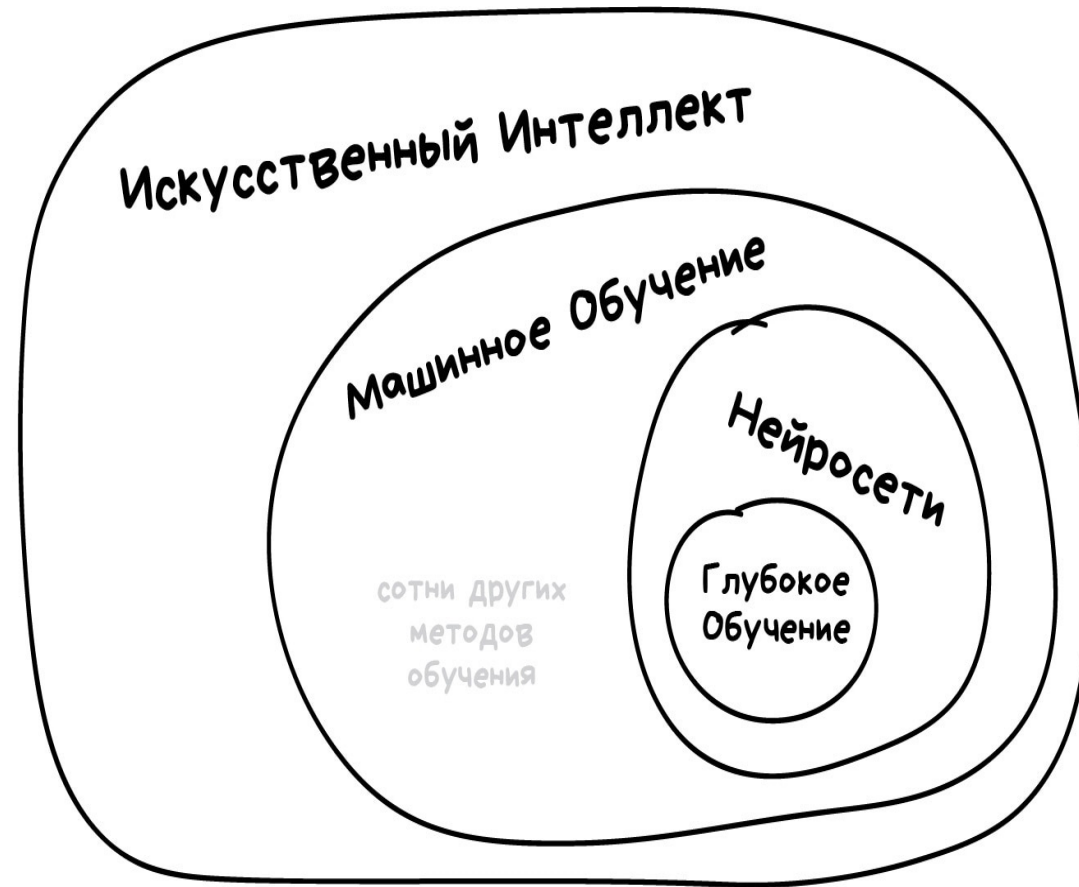 Искусственный Интеллект
Машинное Обучение
Нейросети
Глубокое
Обучение
сотни других
методов
обучения